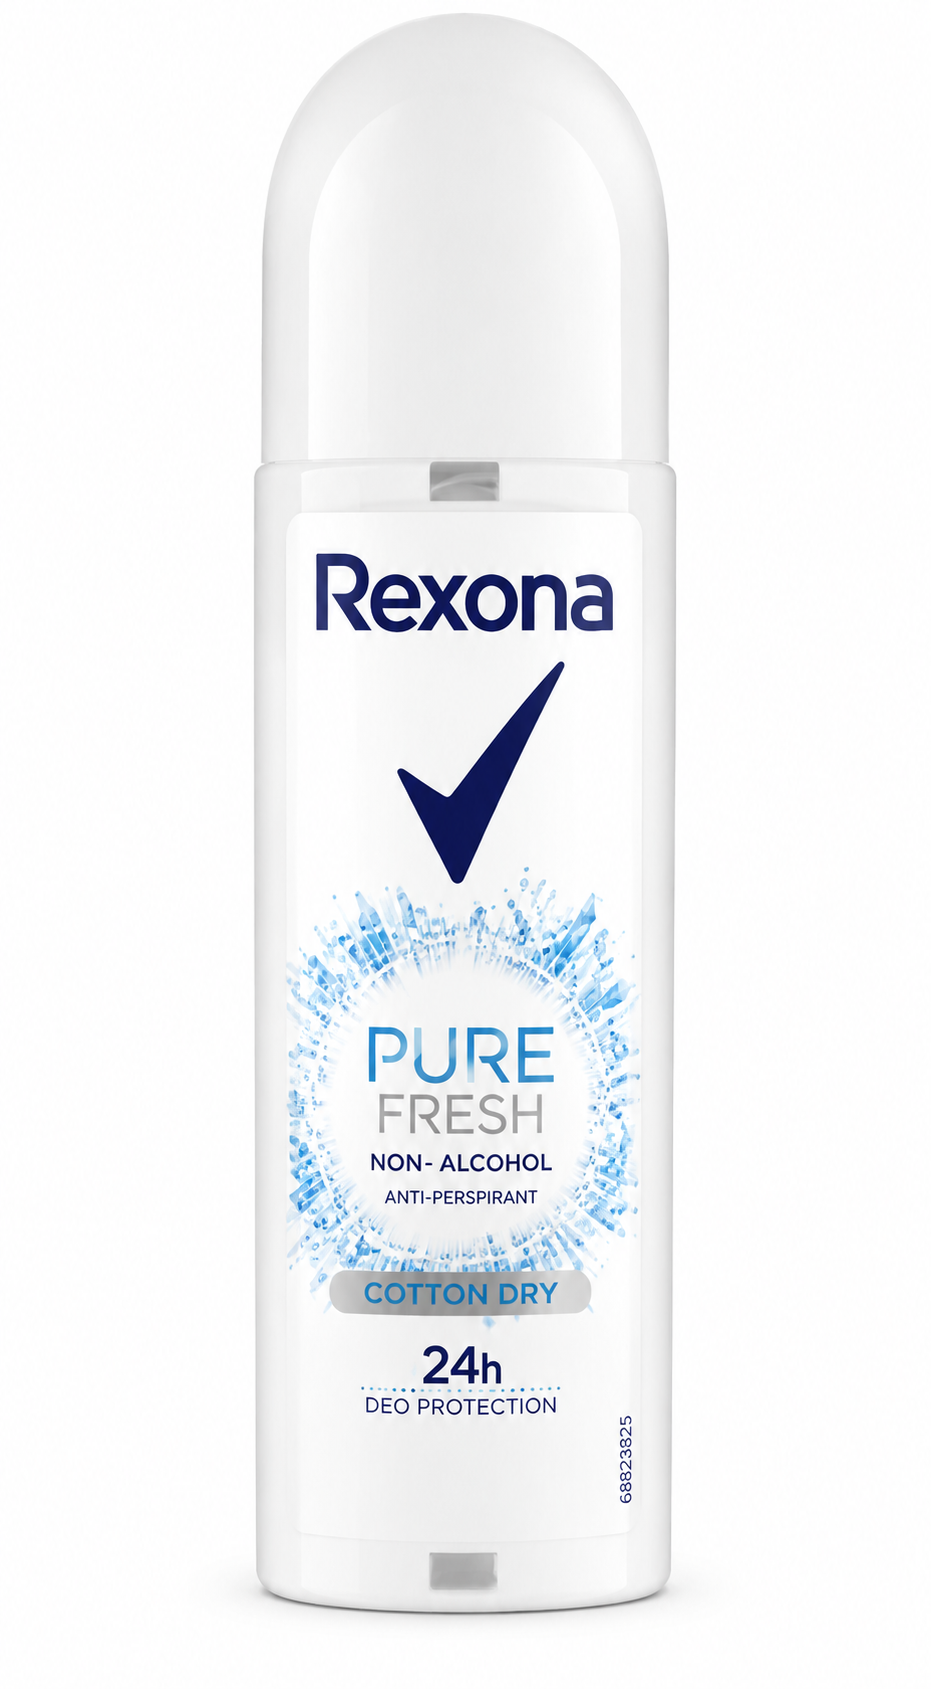 Rexona
PURE
FRESH
NON- ALCOHOL
ANTI-PERSPIRANT
COTTON DRY
24h
DEO PROTECTION
68823825